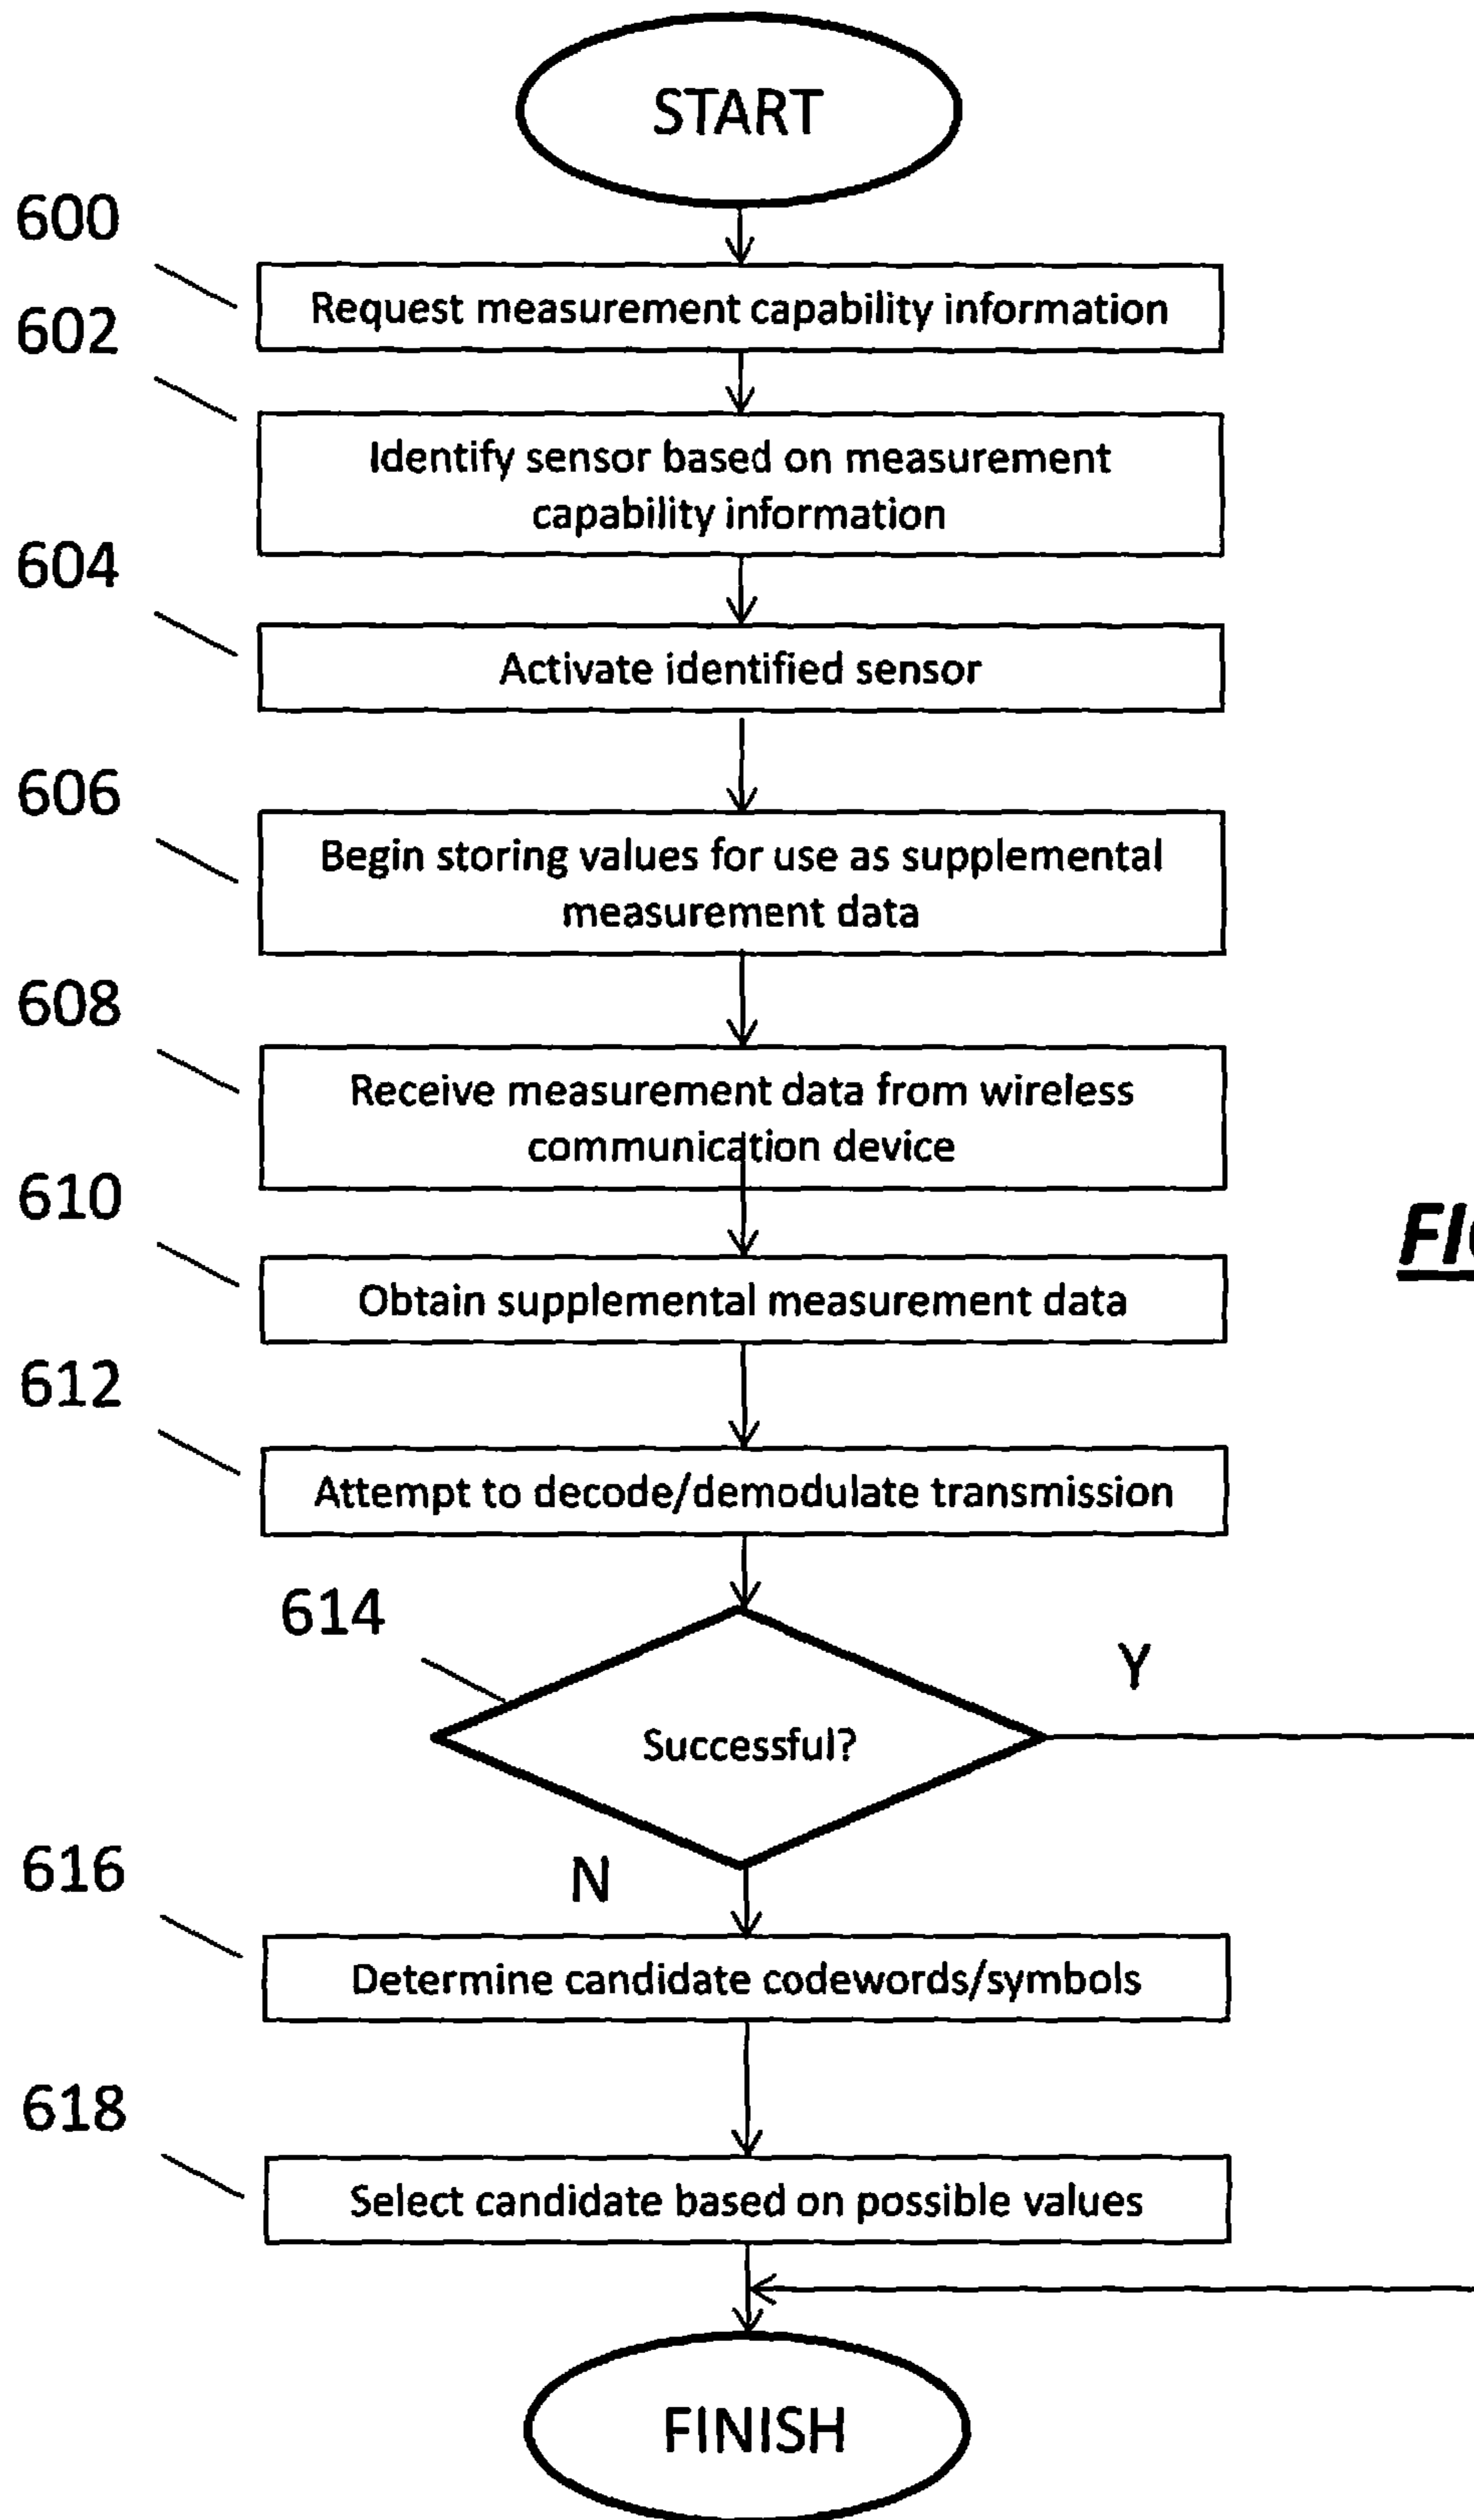 START
600
Request measurement capability information
602
Identify sensor based on measurement
capability information
604
Activate identified sensor
606
Begin storing values for use as supplemental
measurement data
608
Receive measurement data from wireless
communication device
610
Obtain supplemental measurement data
612
Attempt to decode/demodulate transmission
614
Successful?
Y
N
616
Determine candidate codewords/symbols
618
Select candidate based on possible values
FINISH